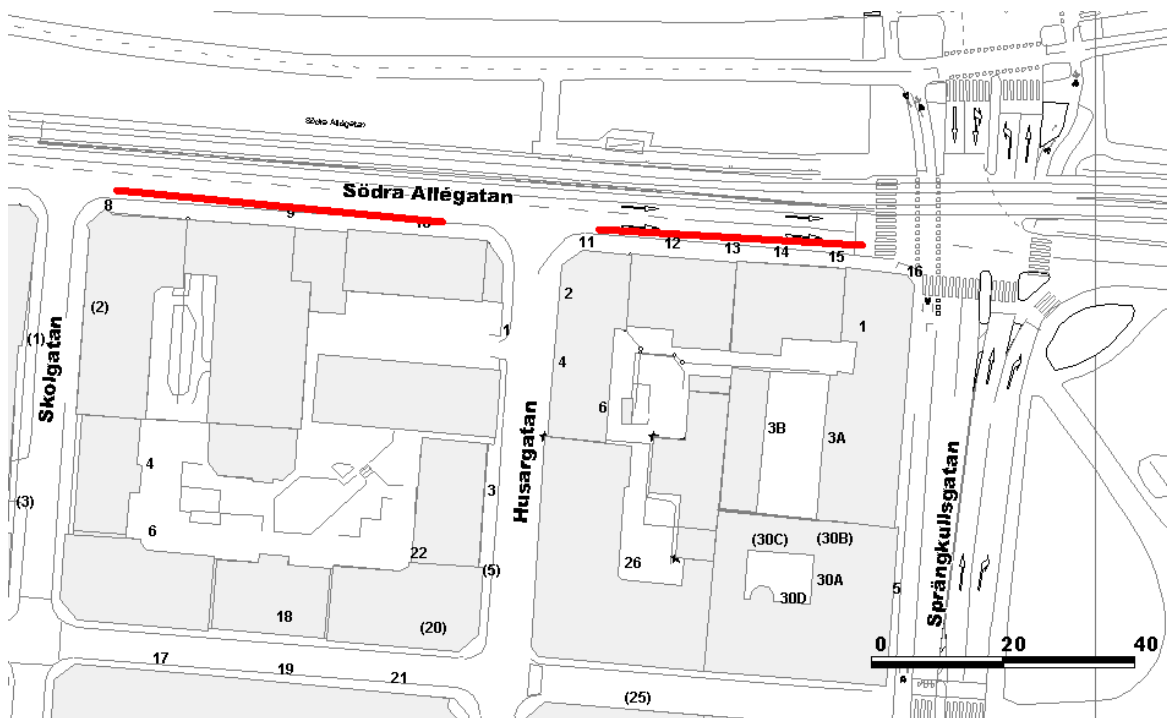 Södra Allégatan
Södra Allégatan
8
9
10
11
12
13
14
15
16
(2)
2
1
1
(1)
Skolgatan
4
6
3B
3A
Husargatan
4
3
(3)
Sprängkullsgatan
6
22
(5)
26
(30C)
(30B)
30A
30D
5
18
(20)
0 20 40
17
19
21
(25)